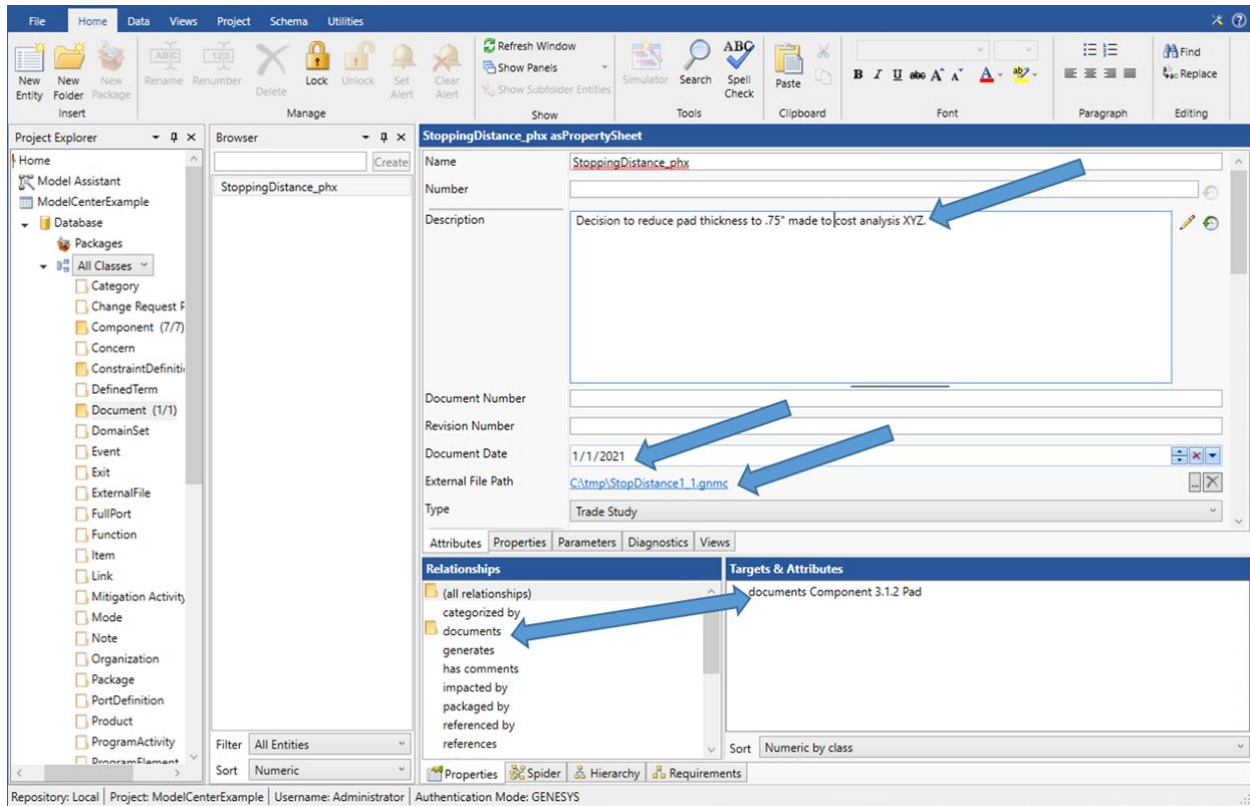 File Home Data Views Project Schema Utilities
New Entity
New Folder
New Package
Insert
Rename
Renumber
Delete
Lock
Unlock
Set Alert
Clear Alert
Manage
Refresh Window
Show Panels
Show Subfolder Entities
Show
Simulator
Search
ABC
Spell Check
Tools
Paste
Clipboard
B I U abc A A A ab
Font
Paragraph
Find
Replace
Editing
Project Explorer
Home
Model Assistant
ModelCenterExample
Database
Packages
All Classes
Category
Change Request P
Component (7/7)
Concern
ConstraintDefinitio
DefinedTerm
Document (1/1)
DomainSet
Event
Exit
ExternalFile
FullPort
Function
Item
Link
Mitigation Activity
Mode
Note
Organization
Package
PortDefinition
Product
ProgramActivity
ProgramElement
Browser
Create
StoppingDistance_phx
Filter All Entities
Sort Numeric
StoppingDistance_phx asPropertySheet
Name StoppingDistance_phx
Number
Description Decision to reduce pad thickness to .75" made to cost analysis XYZ.
Document Number
Revision Number
Document Date 1/1/2021
External File Path C:\tmp\StopDistance1_1.gnmc ...
Type Trade Study
Attributes Properties Parameters Diagnostics Views
Relationships
(all relationships)
categorized by
documents
generates
has comments
impacted by
packaged by
referenced by
references
Targets & Attributes
documents Component 3.1.2 Pad
Sort Numeric by class
Properties Spider Hierarchy Requirements
Repository: Local Project: ModelCenterExample Username: Administrator Authentication Mode: GENESYS